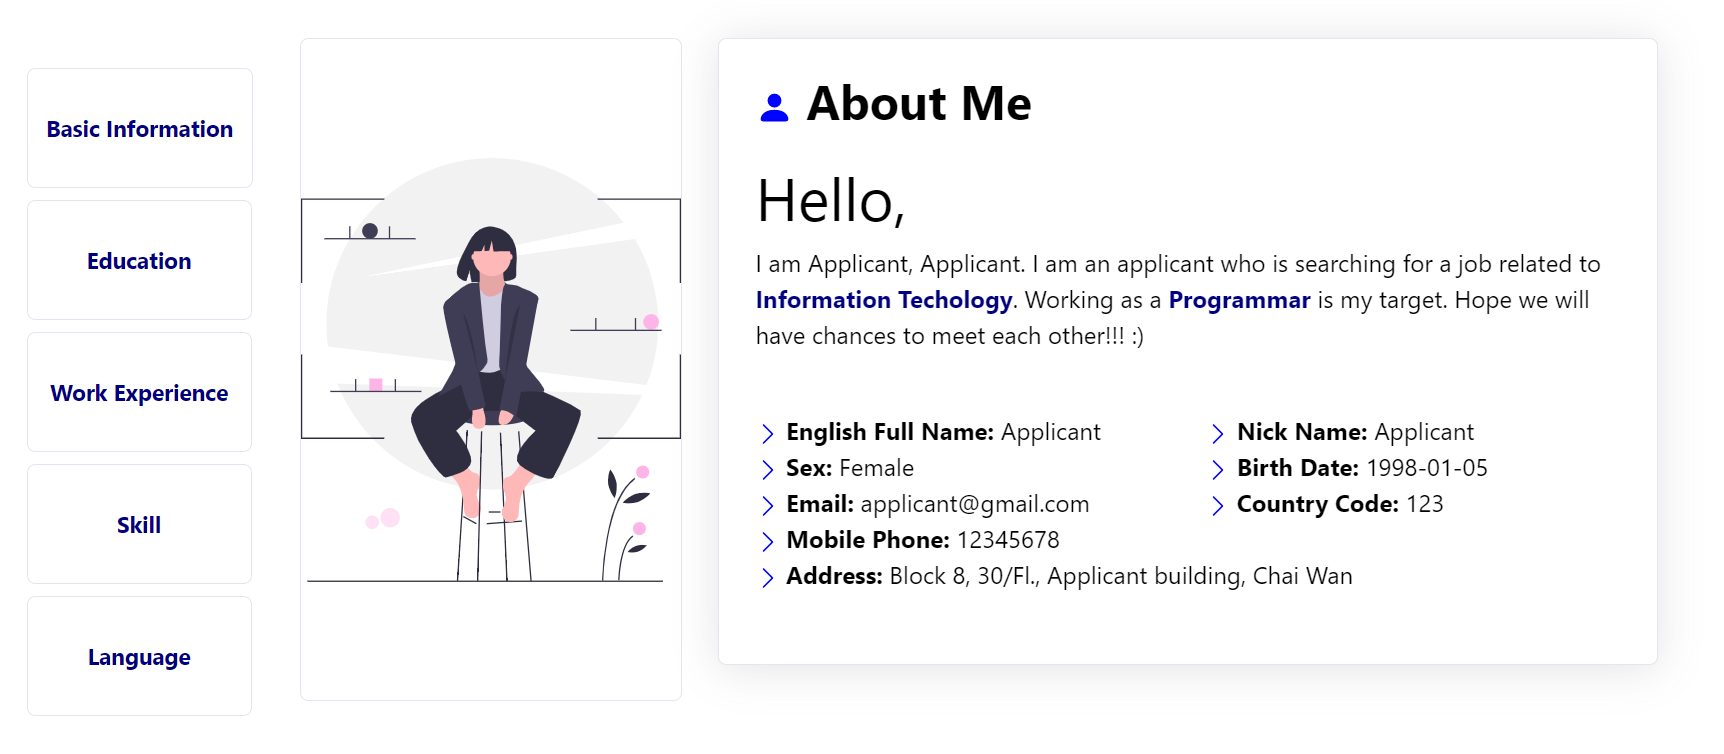 Basic Information
Education
Work Experience
Skill
Language
About Me
Hello,
I am Applicant, Applicant. I am an applicant who is searching for a job related to
Information Techology. Working as a Programmar is my target. Hope we will
have chances to meet each other!!! :)
English Full Name: Applicant
Nick Name: Applicant
Sex: Female
Birth Date: 1998-01-05
Email: applicant@gmail.com
Country Code: 123
Mobile Phone: 12345678
Address: Block 8, 30/Fl., Applicant building, Chai Wan